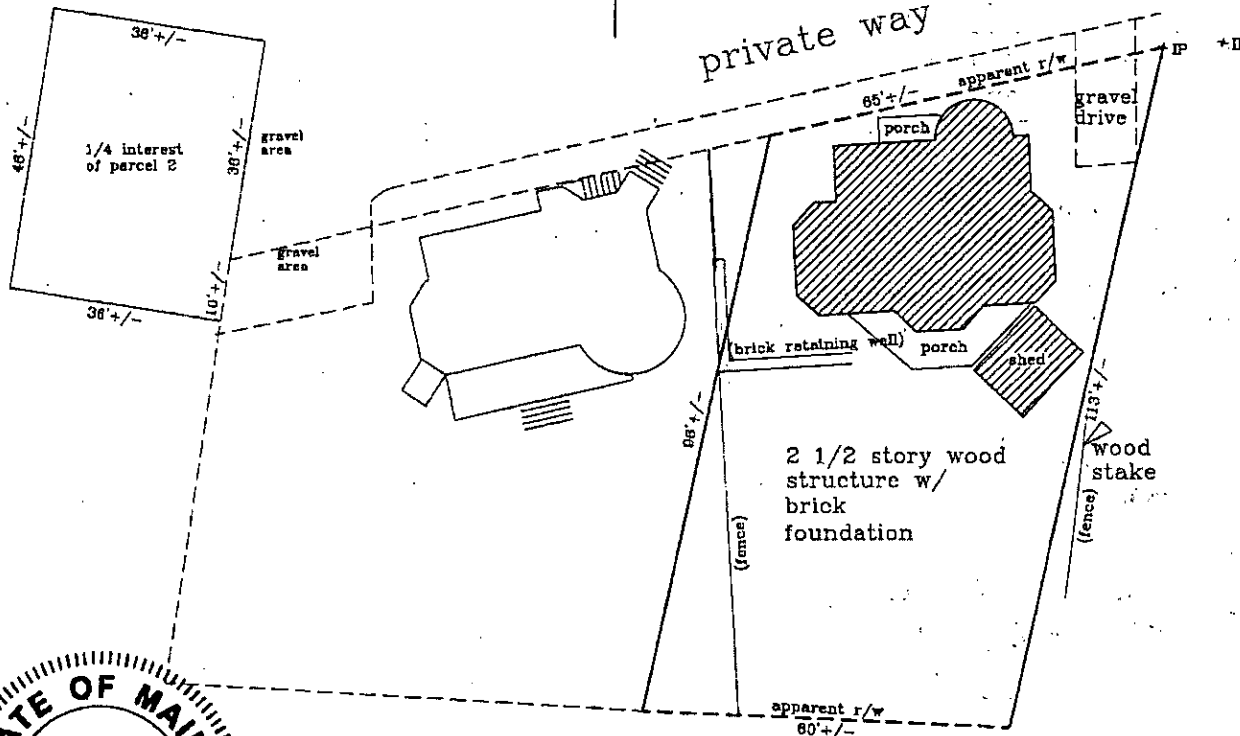 private way
36'+/-
46'+/-
1/4 interest
of parcel 2
36'+/-
gravel
area
65'+/-
apparent r/w
IP
porch
gravel
drive
gravel
area
10'+/-
36'+/-
(brick retaining wall)
porch
shed
98'+/-
113'+/-
2 1/2 story wood
structure w/
brick
foundation
wood
stake
(fence)
(fence)
apparent r/w
60'+/-
ATE OF MAI